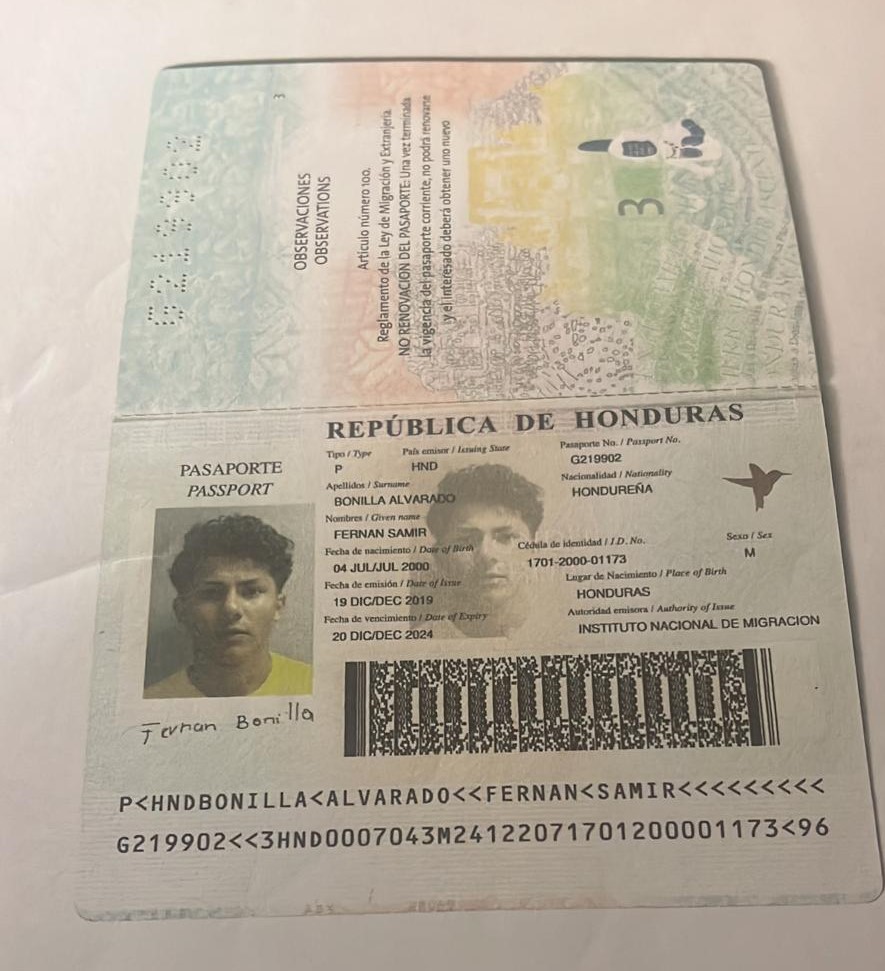 G219902
3
OBSERVACIONES
OBSERVATIONS
Artículo número 100,
Reglamento de la Ley de Migración y Extranjería
NO RENOVACION DEL PASAPORTE: Una vez terminada
la vigencia del pasaporte corriente, no podrá renovarse
y el interesado deberá obtener uno nuevo
3
REPÚBLICA DE HONDURAS
PASAPORTE
PASSPORT
Tipo / Type País emisor / Issuing State Pasaporte No. / Passport No.
P HND G219902
Apellidos / Surname Nacionalidad / Nationality
BONILLA ALVARADO HONDUREÑA
Nombres / Given name
FERNAN SAMIR
Fecha de nacimiento / Date of Birth Cédula de identidad / I.D. No. Sexo / Sex
04 JUL/JUL 2000 1701-2000-01173 M
Fecha de emisión / Date of Issue Lugar de Nacimiento / Place of Birth
19 DIC/DEC 2019 HONDURAS
Fecha de vencimiento / Date of Expiry Autoridad emisora / Authority of Issue
20 DIC/DEC 2024 INSTITUTO NACIONAL DE MIGRACION
Fernan Bonilla
P<HNDBONILLA<ALVARADO<<FERNAN<SAMIR<<<<<<<<<
G219902<<3HND0007043M24122071701200001173<96